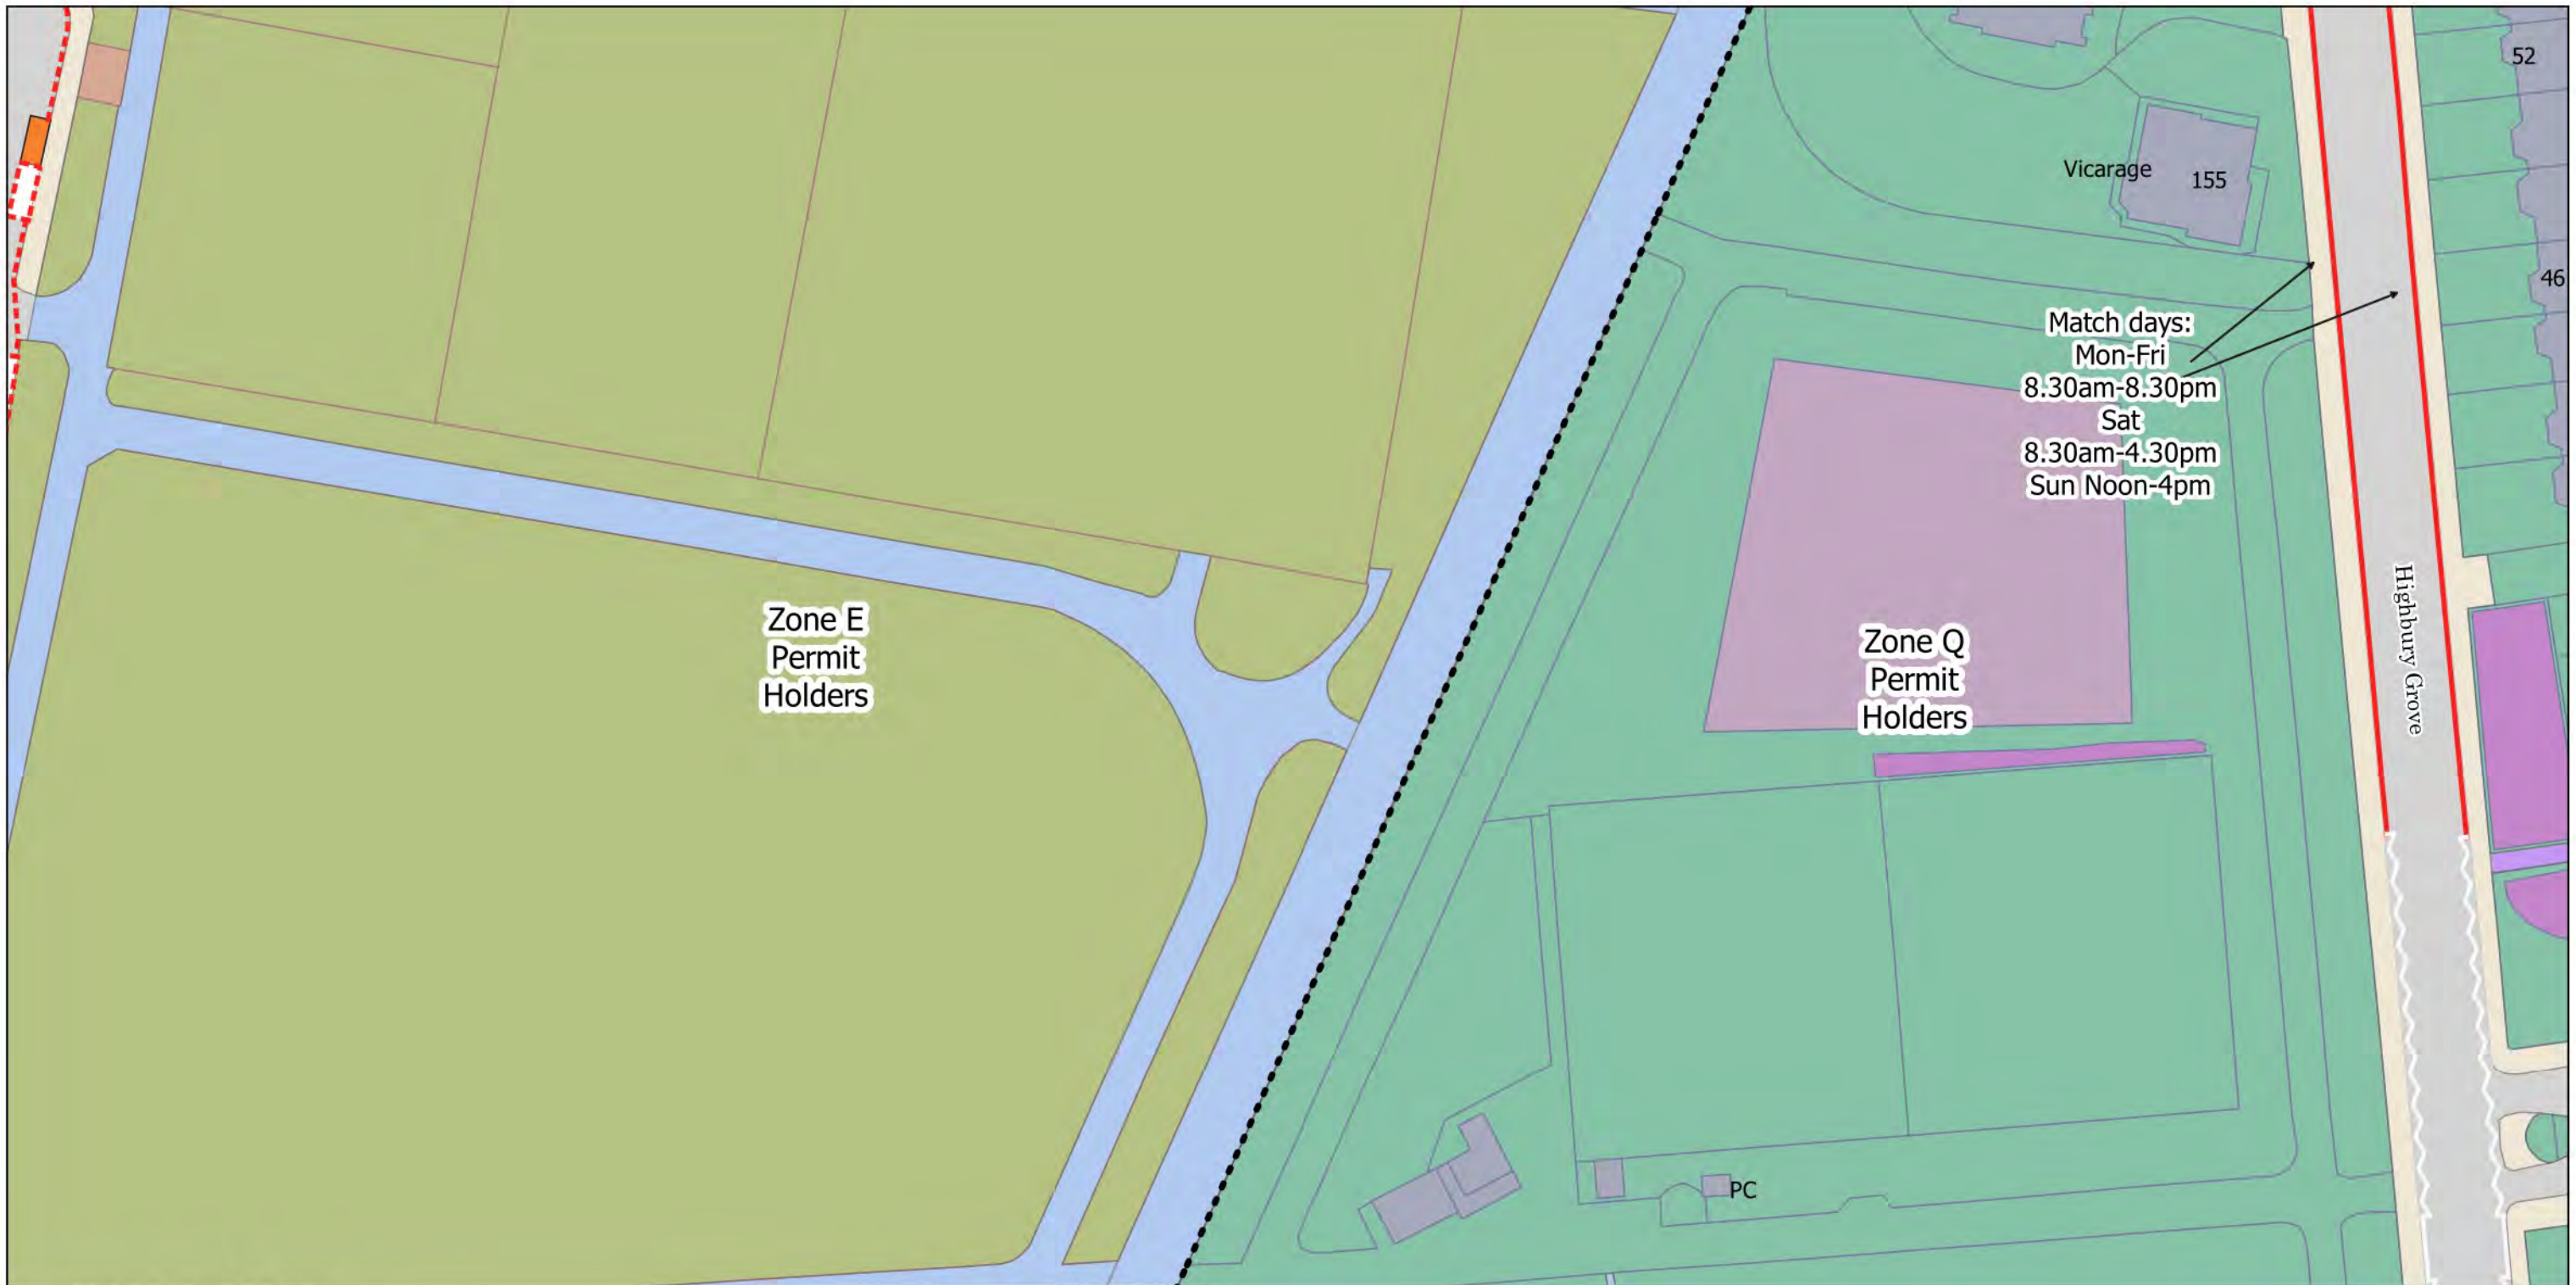 52
Vicarage
155
46
Match days:
Mon-Fri
8.30am-8.30pm
Sat
8.30am-4.30pm
Sun Noon-4pm
Highbury Grove
Zone E
Permit
Holders
Zone Q
Permit
Holders
PC